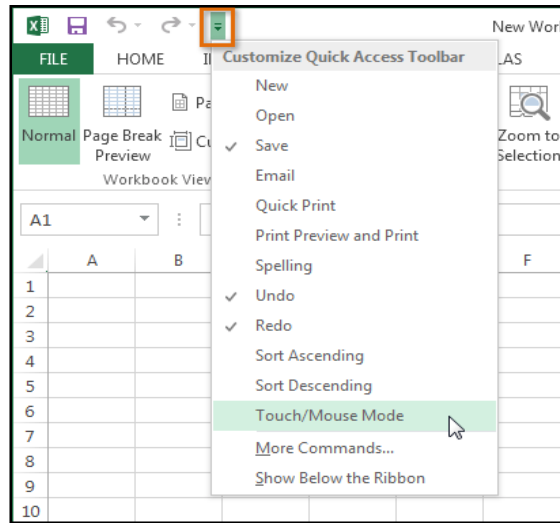 New Wor
FILE HOME I Customize Quick Access Toolbar LAS
New
Open
Save
Email
Quick Print
Print Preview and Print
Spelling
Undo
Redo
Sort Ascending
Sort Descending
Touch/Mouse Mode
More Commands...
Show Below the Ribbon
Normal
Page Break
Preview
Pa
Cu
Zoom to
Selection
Workbook View
A1
A B F
1
2
3
4
5
6
7
8
9
10